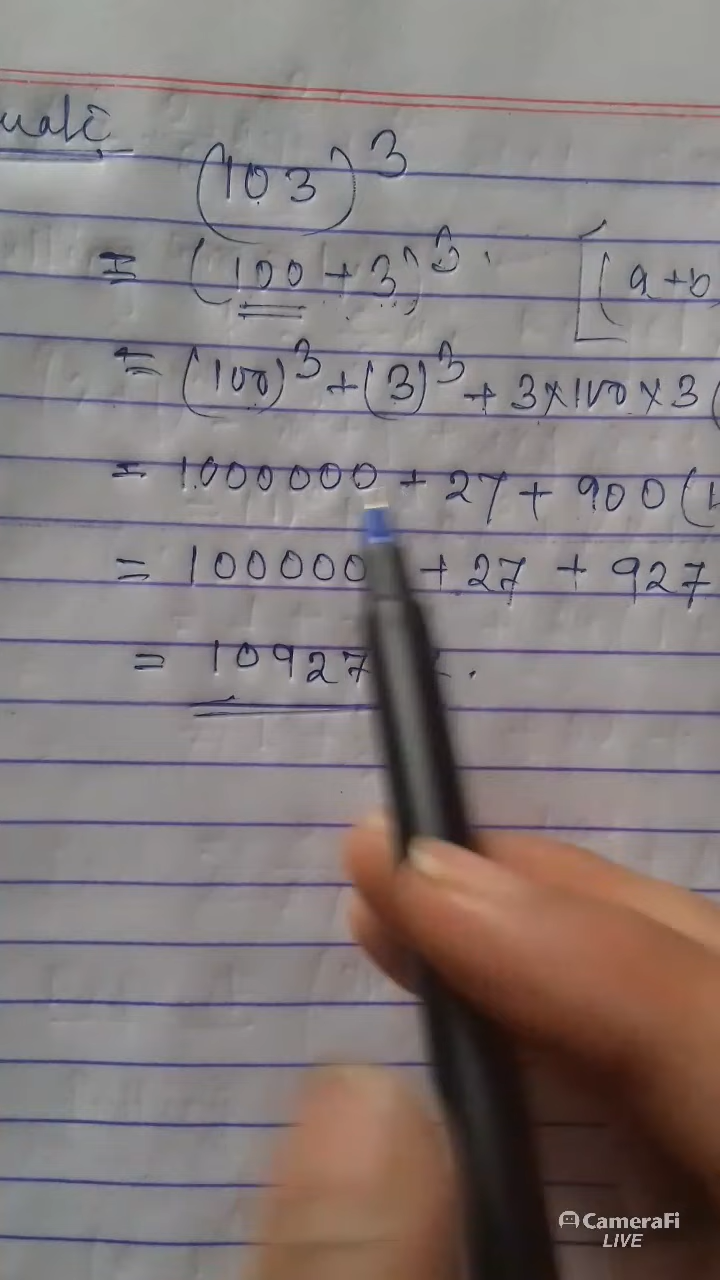 (103)^3
= (100 + 3)^3 . [(a+b
= (100)^3 + (3)^3 + 3×100×3(
= 1000000 + 27 + 900(1
= 100000 + 27 + 927
= 10927
CameraFi
LIVE